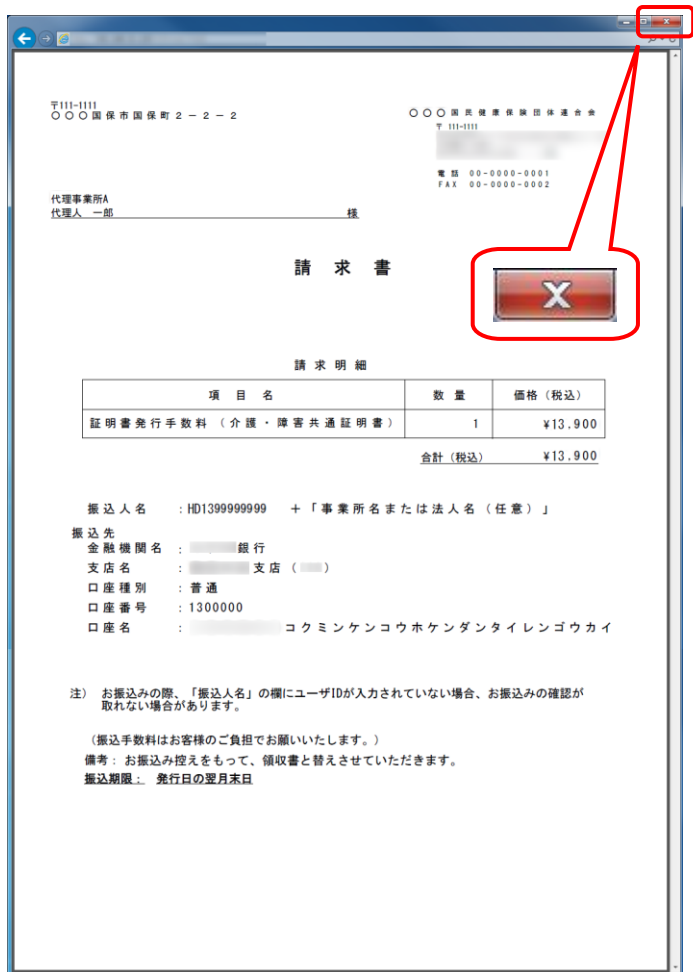 〒111-1111
〇〇〇国保市国保町２－２－２
〇〇〇国民健康保険団体連合会
〒 111-1111
電話 00-0000-0001
FAX 00-0000-0002
代理事業所A
代理人 一郎 様
請 求 書
請求明細
項 目 名 数 量 価格（税込）
証明書発行手数料（介護・障害共通証明書） 1 ¥13,900
合計（税込） ¥13,900
振込人名 :HD1399999999 ＋「事業所名または法人名（任意）」
振込先
金融機関名 : 銀行
支店名 : 支店（ ）
口座種別 : 普通
口座番号 : 1300000
口座名 : コクミンケンコウホケンダンタイレンゴウカイ
注） お振込みの際、「振込人名」の欄にユーザIDが入力されていない場合、お振込みの確認が
取れない場合があります。
（振込手数料はお客様のご負担でお願いいたします。）
備考： お振込み控えをもって、領収書と替えさせていただきます。
振込期限： 発行日の翌月末日